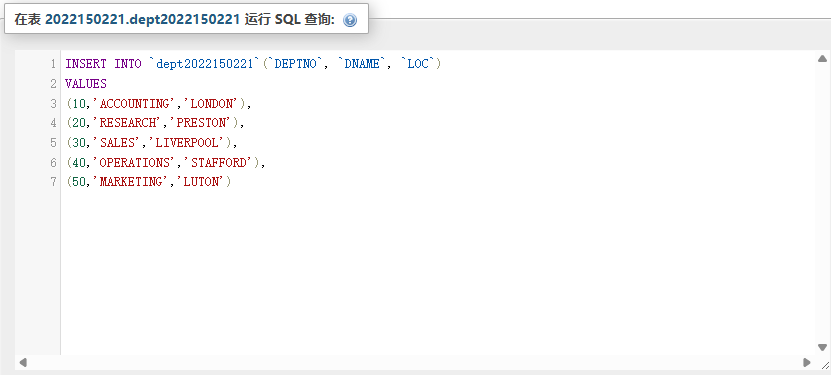 在表 2022150221.dept2022150221 运行 SQL 查询:
1 INSERT INTO `dept2022150221`(`DEPTNO`, `DNAME`, `LOC`)
2 VALUES
3 (10,'ACCOUNTING','LONDON'),
4 (20,'RESEARCH','PRESTON'),
5 (30,'SALES','LIVERPOOL'),
6 (40,'OPERATIONS','STAFFORD'),
7 (50,'MARKETING','LUTON')